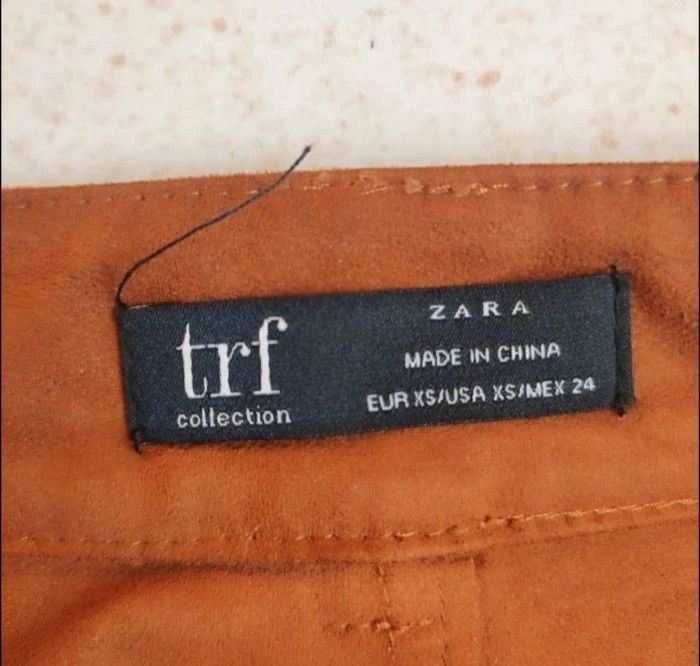 trf
collection
ZARA
MADE IN CHINA
EUR XS/USA XS/MEX 24